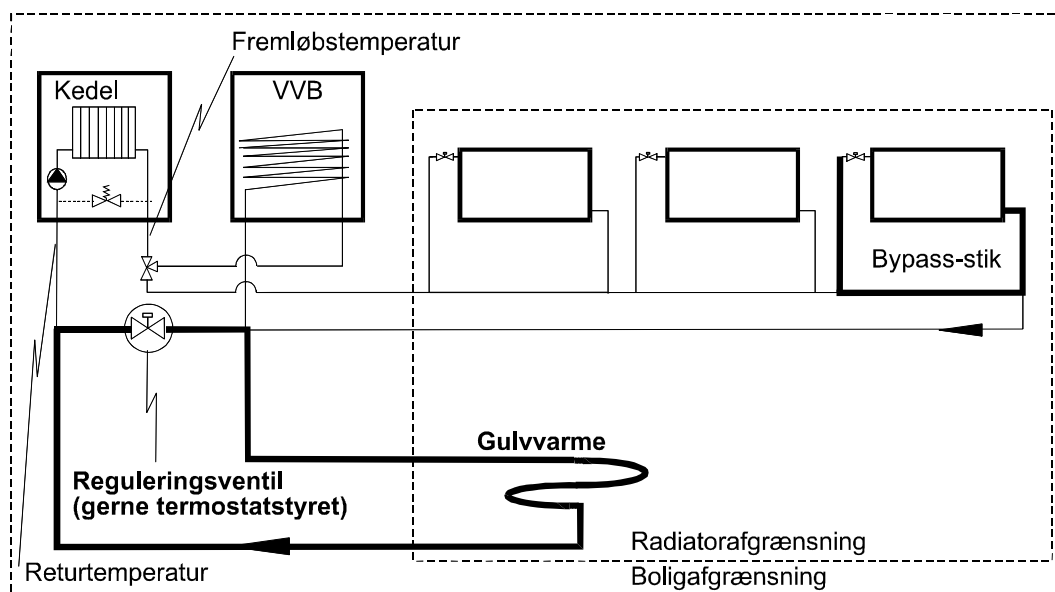 Fremløbstemperatur
Kedel
VVB
Bypass-stik
Gulvvarme
Reguleringsventil
(gerne termostatstyret)
Radiatorafgrænsning
Returtemperatur
Boligafgrænsning